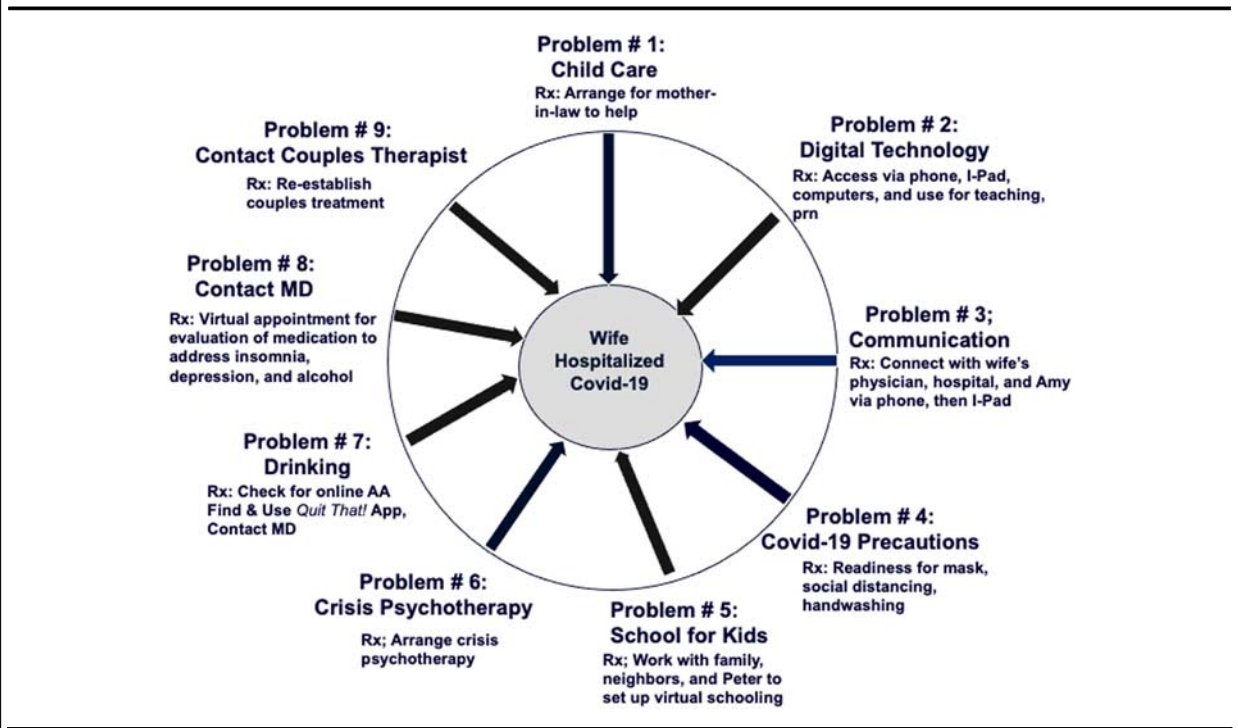 Problem # 1:
Child Care
Rx: Arrange for mother-
in-law to help
Problem # 2:
Digital Technology
Rx: Access via phone, I-Pad,
computers, and use for teaching,
prn
Problem # 3;
Communication
Rx: Connect with wife's
physician, hospital, and Amy
via phone, then I-Pad
Problem # 4:
Covid-19 Precautions
Rx: Readiness for mask,
social distancing,
handwashing
Problem # 5:
School for Kids
Rx; Work with family,
neighbors, and Peter to
set up virtual schooling
Problem # 6:
Crisis Psychotherapy
Rx; Arrange crisis
psychotherapy
Problem # 7:
Drinking
Rx: Check for online AA
Find & Use Quit That! App,
Contact MD
Problem # 8:
Contact MD
Rx: Virtual appointment for
evaluation of medication to
address insomnia,
depression, and alcohol
Problem # 9:
Contact Couples Therapist
Rx: Re-establish
couples treatment
Wife
Hospitalized
Covid-19